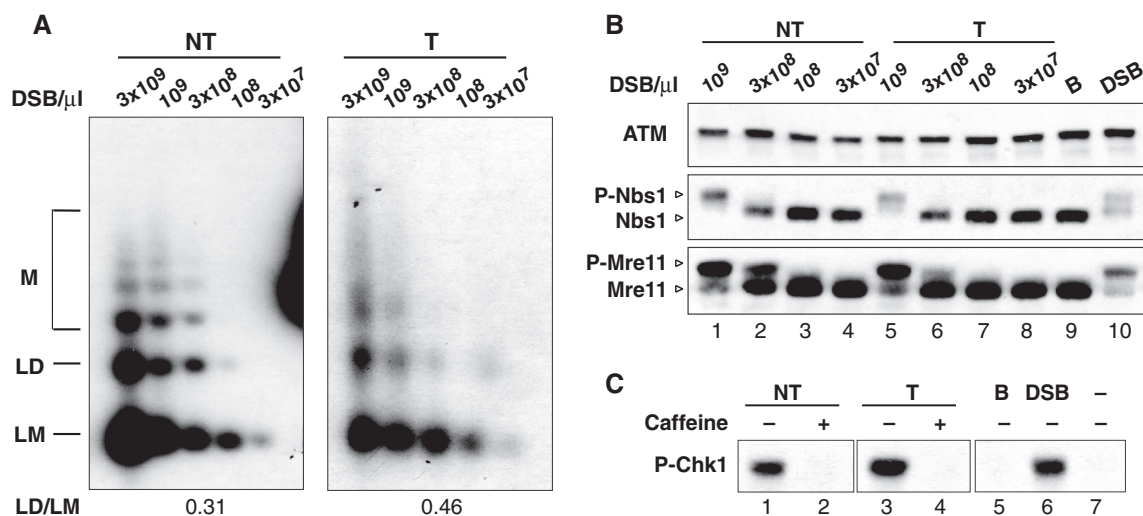 A
NT T
DSB/μl 3x10⁹ 10⁹ 3x10⁸ 10⁸ 3x10⁷ 3x10⁹ 10⁹ 3x10⁸ 10⁸ 3x10⁷
M
LD
LM
LD/LM 0.31 0.46
B
NT T
DSB/μl 10⁹ 3x10⁸ 10⁸ 3x10⁷ 10⁹ 3x10⁸ 10⁸ 3x10⁷ B DSB
ATM
P-Nbs1
Nbs1
P-Mre11
Mre11
1 2 3 4 5 6 7 8 9 10
C
NT T B DSB –
Caffeine – + – + – – –
P-Chk1
1 2 3 4 5 6 7